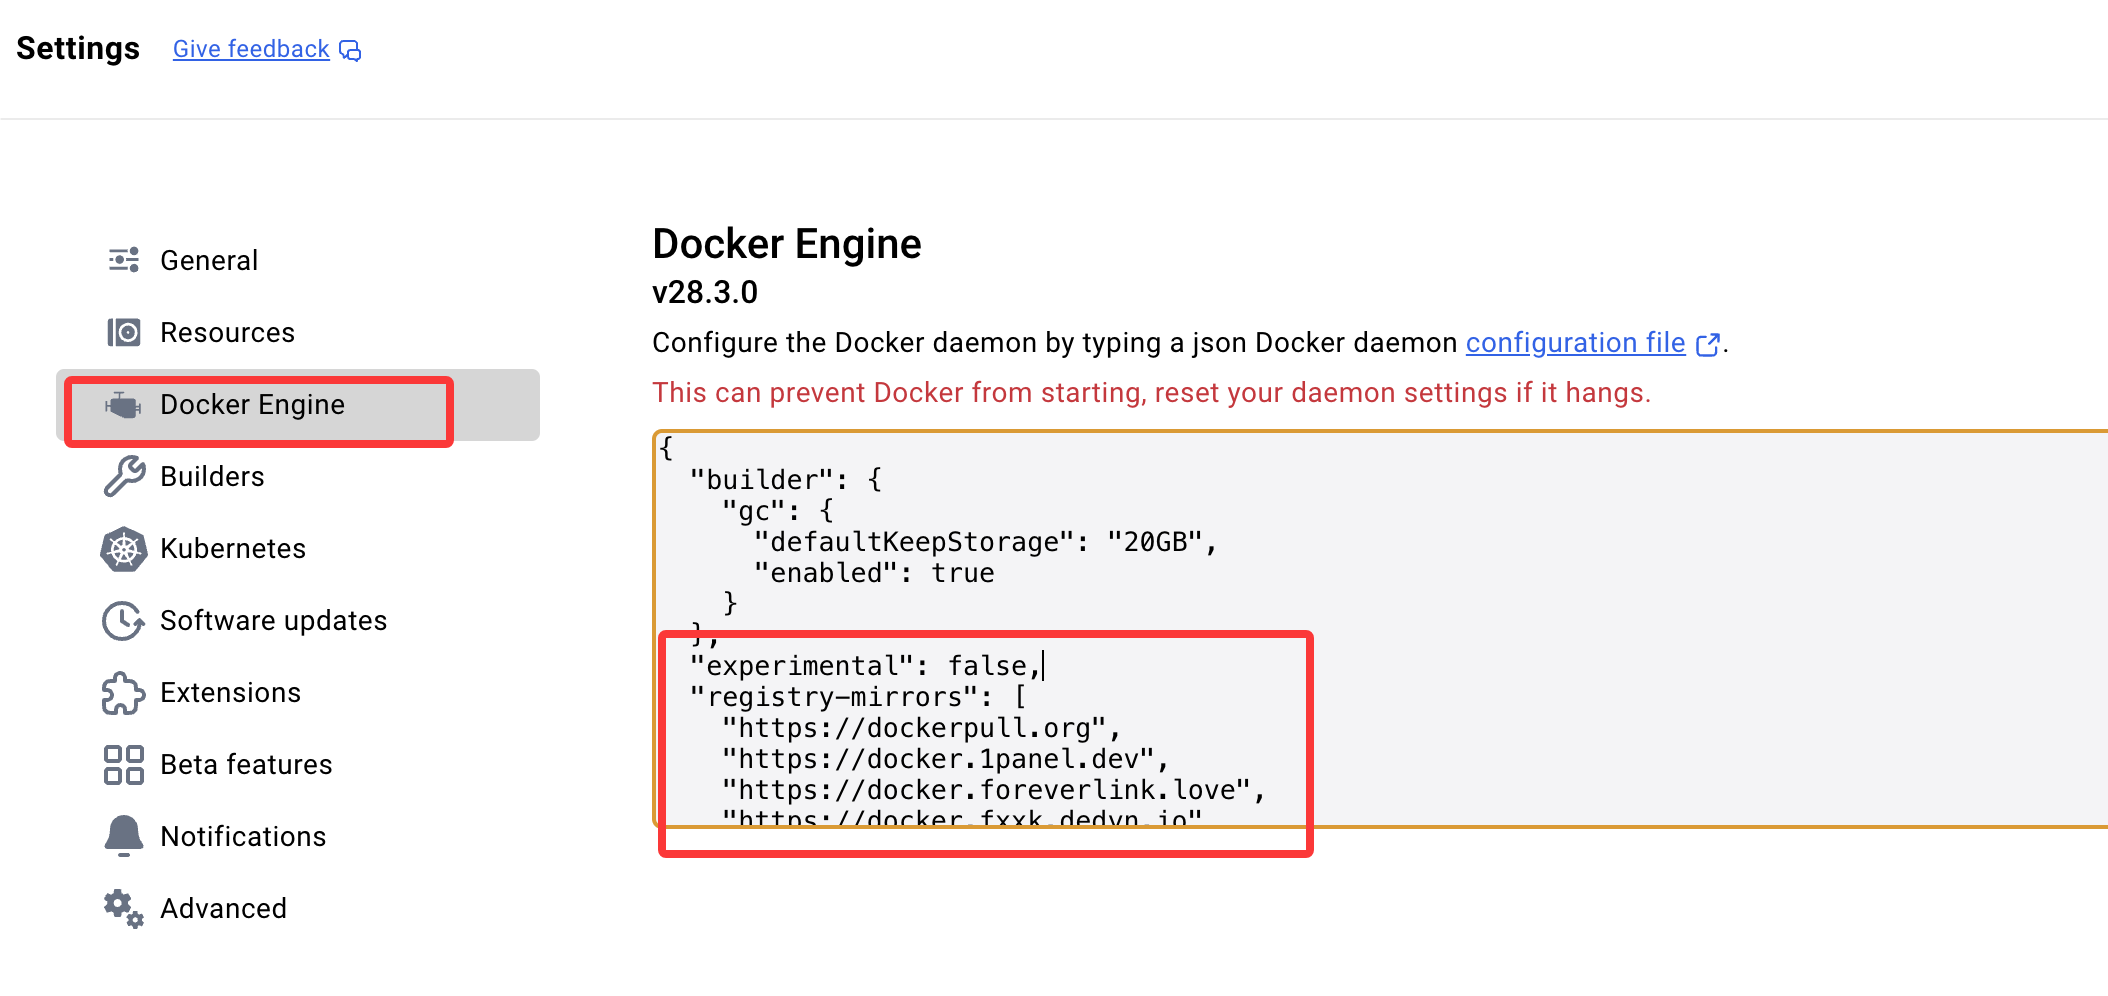 Settings Give feedback
General
Resources
Docker Engine
Builders
Kubernetes
Software updates
Extensions
Beta features
Notifications
Advanced
Docker Engine
v28.3.0
Configure the Docker daemon by typing a json Docker daemon configuration file.
This can prevent Docker from starting, reset your daemon settings if it hangs.
{
  "builder": {
    "gc": {
      "defaultKeepStorage": "20GB",
      "enabled": true
    }
  },
  "experimental": false,
  "registry-mirrors": [
    "https://dockerpull.org",
    "https://docker.1panel.dev",
    "https://docker.foreverlink.love",
    "https://docker.fxxk.dedyn.io"